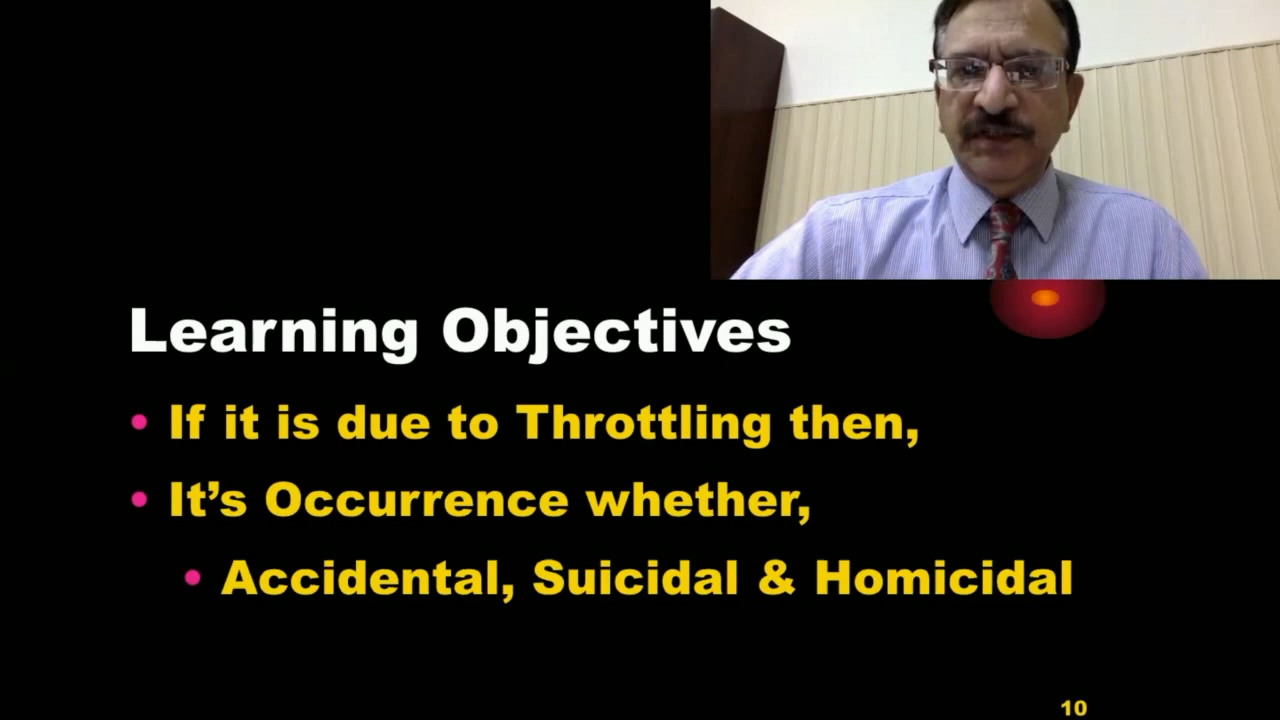 Learning Objectives
• If it is due to Throttling then,
• It’s Occurrence whether,
• Accidental, Suicidal & Homicidal
10